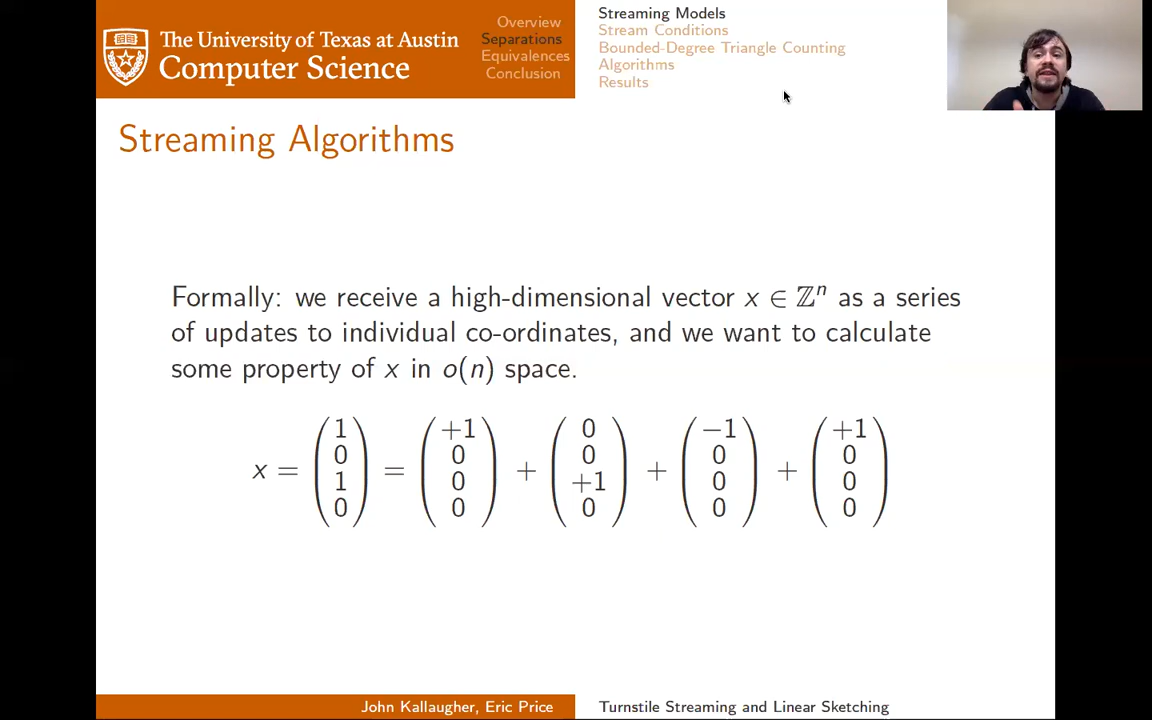 The University of Texas at Austin
Computer Science
Overview
Separations
Equivalences
Conclusion
Streaming Models
Stream Conditions
Bounded-Degree Triangle Counting
Algorithms
Results
Streaming Algorithms
Formally: we receive a high-dimensional vector x ∈ ℤⁿ as a series
of updates to individual co-ordinates, and we want to calculate
some property of x in o(n) space.
1 +1 0 −1 +1
0 0 0 0 0
x = 1 = 0 + +1 + 0 + 0
0 0 0 0 0
John Kallaugher, Eric Price
Turnstile Streaming and Linear Sketching